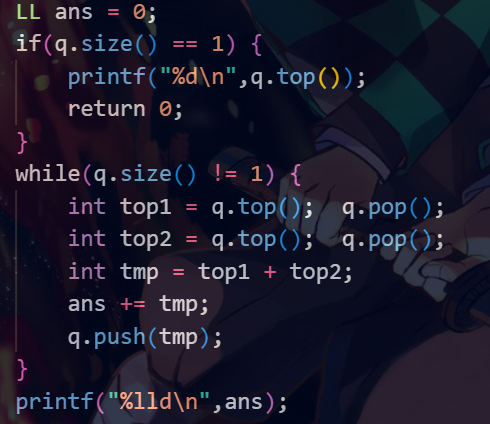 LL ans = 0;
if(q.size() == 1) {
    printf("%d\n",q.top());
    return 0;
}
while(q.size() != 1) {
    int top1 = q.top();  q.pop();
    int top2 = q.top();  q.pop();
    int tmp = top1 + top2;
    ans += tmp;
    q.push(tmp);
}
printf("%lld\n",ans);